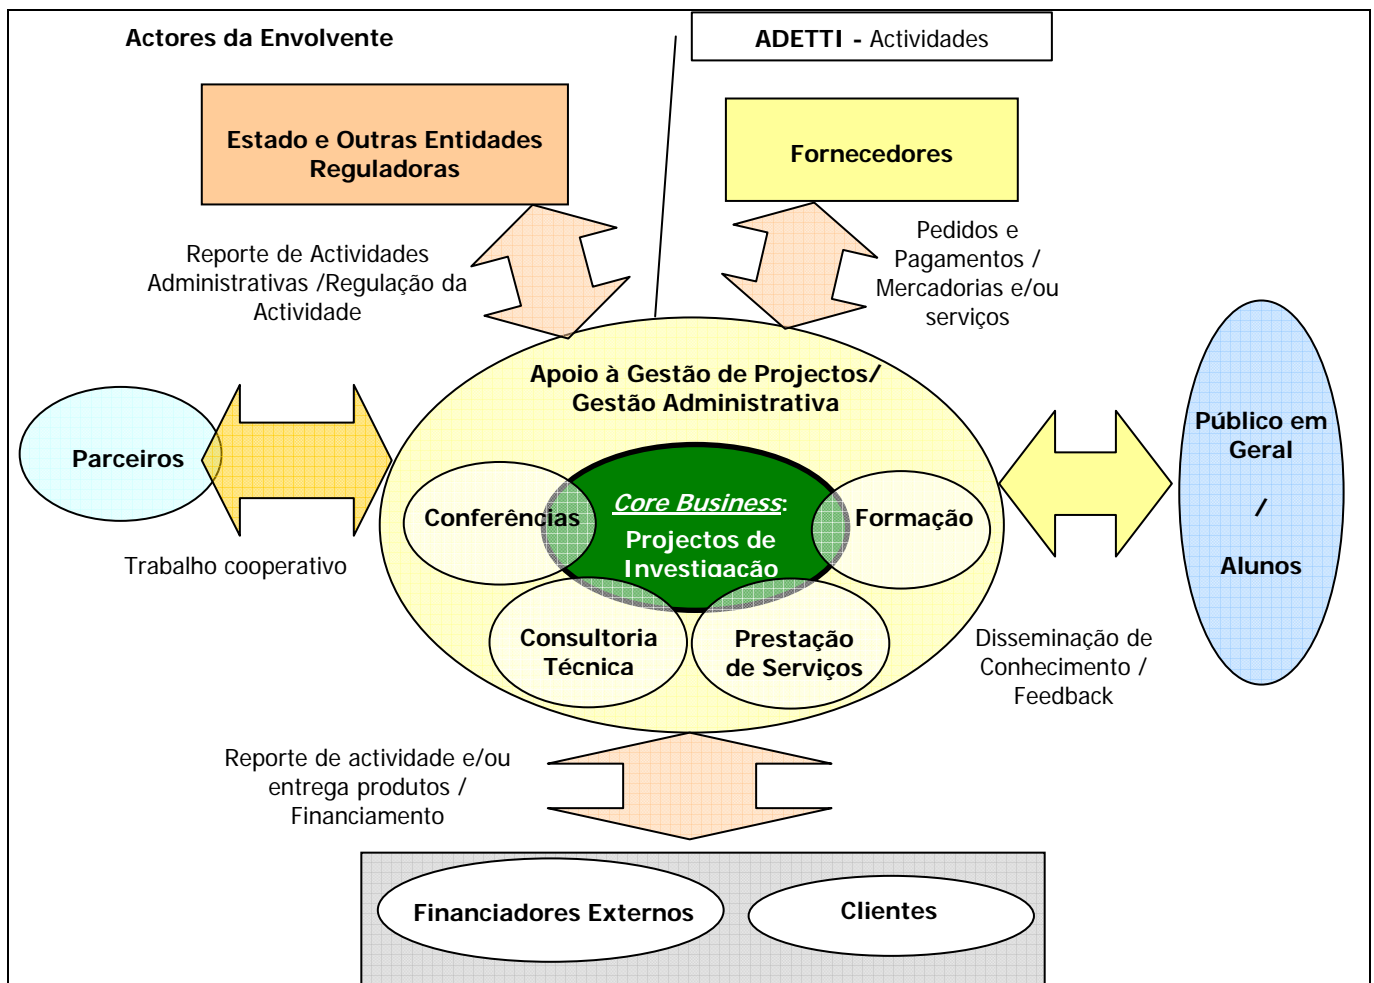 Actores da Envolvente
ADETTI - Actividades
Estado e Outras Entidades
Reguladoras
Fornecedores
Reporte de Actividades
Administrativas /Regulação da
Actividade
Pedidos e
Pagamentos /
Mercadorias e/ou
serviços
Apoio à Gestão de Projectos/
Gestão Administrativa
Parceiros
Trabalho cooperativo
Conferências
Core Business:
Projectos de
Investigação
Formação
Consultoria
Técnica
Prestação
de Serviços
Público em
Geral
/
Alunos
Disseminação de
Conhecimento /
Feedback
Reporte de actividade e/ou
entrega produtos /
Financiamento
Financiadores Externos
Clientes